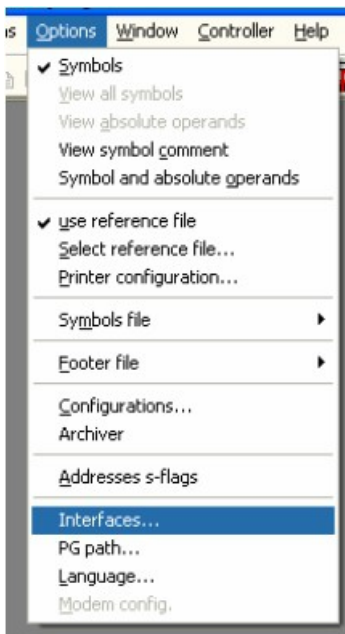 Options Window Controller Help
Symbols
View all symbols
View absolute operands
View symbol comment
Symbol and absolute operands
use reference file
Select reference file...
Printer configuration...
Symbols file
Footer file
Configurations...
Archiver
Addresses s-flags
Interfaces...
PG path...
Language...
Modem config.